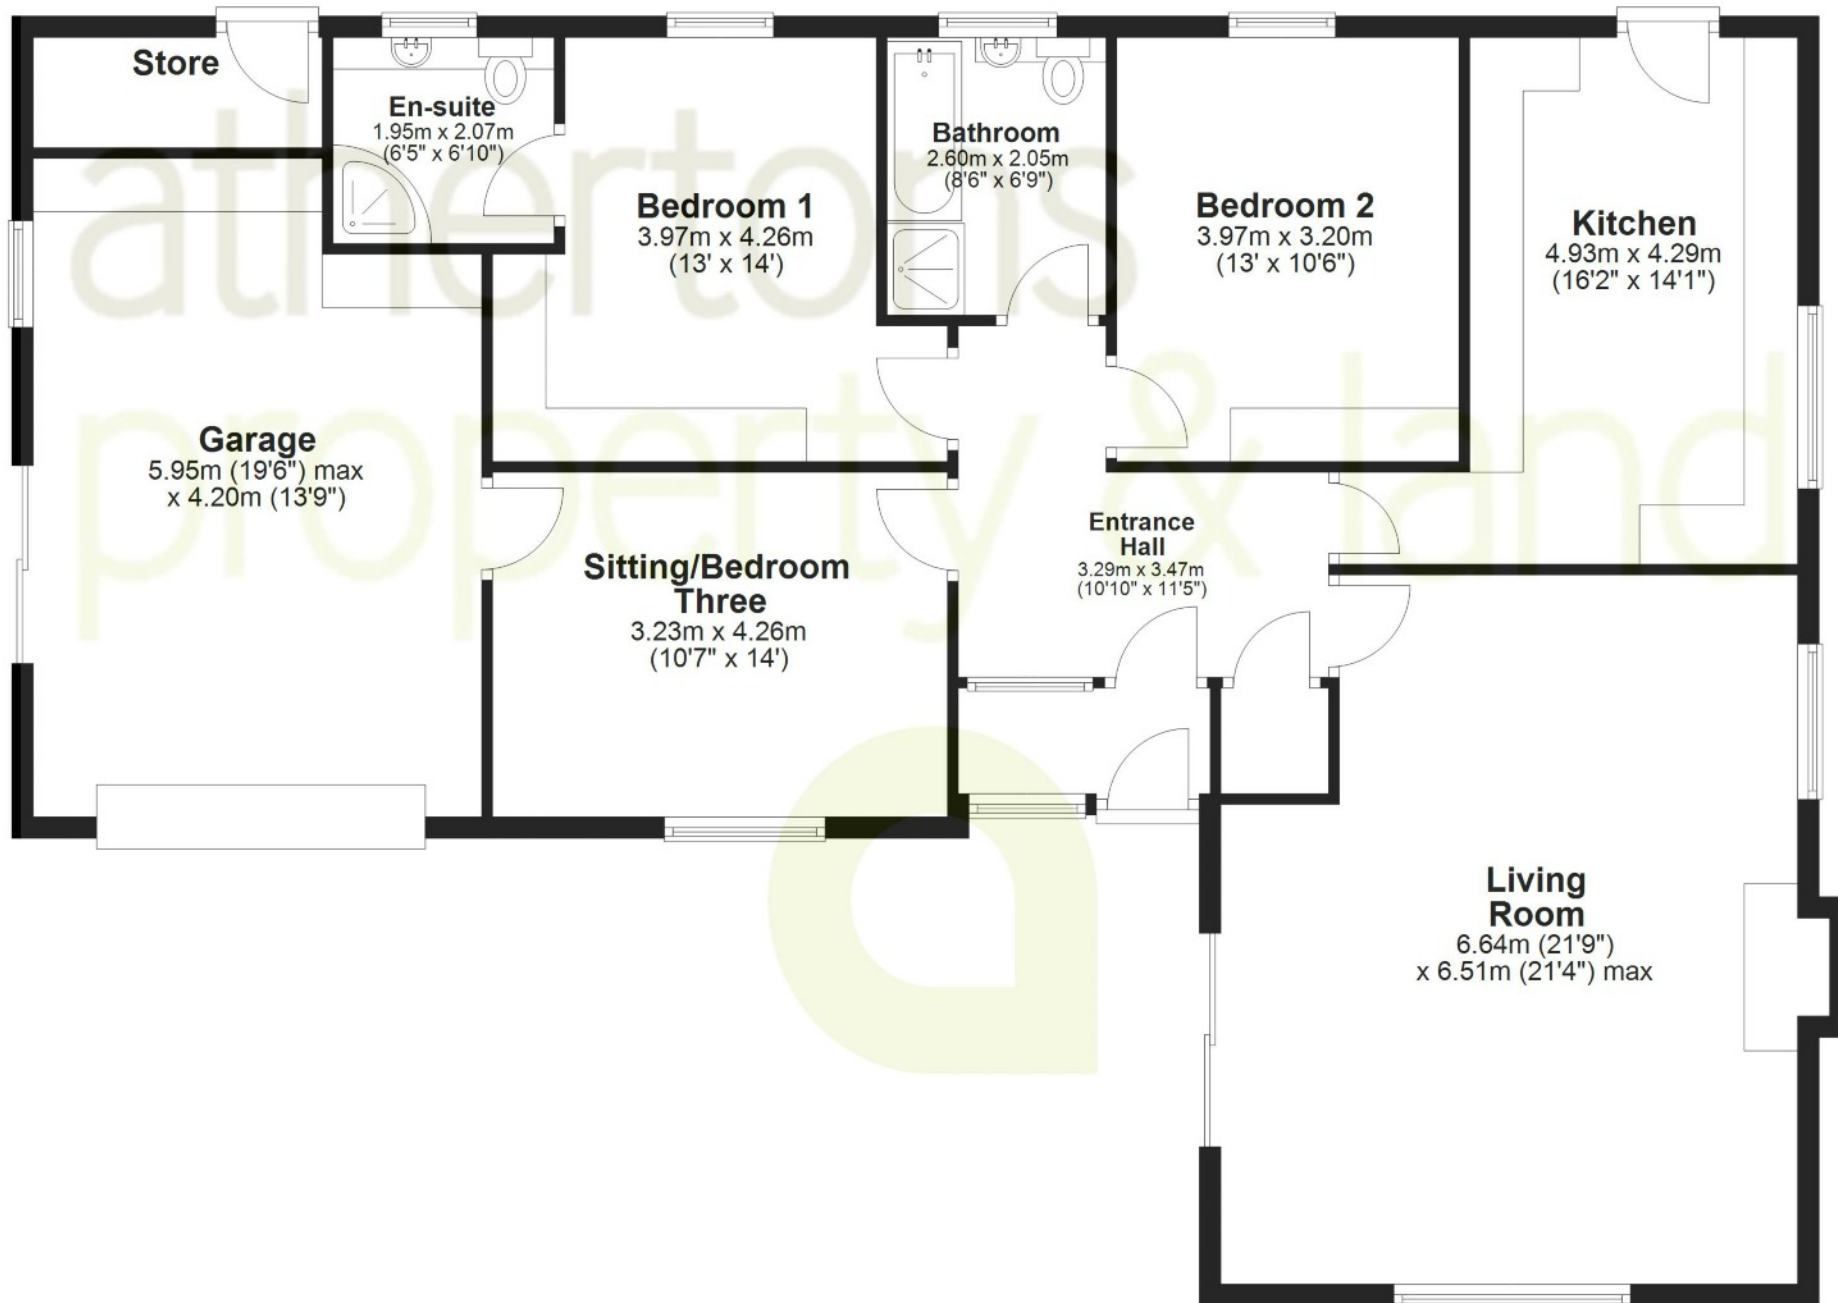 Store
En-suite
1.95m x 2.07m
(6'5" x 6'10")
Bedroom 1
3.97m x 4.26m
(13' x 14')
Bathroom
2.60m x 2.05m
(8'6" x 6'9")
Bedroom 2
3.97m x 3.20m
(13' x 10'6")
Kitchen
4.93m x 4.29m
(16'2" x 14'1")
Garage
5.95m (19'6") max
x 4.20m (13'9")
Sitting/Bedroom
Three
3.23m x 4.26m
(10'7" x 14')
Entrance
Hall
3.29m x 3.47m
(10'10" x 11'5")
Living
Room
6.64m (21'9")
x 6.51m (21'4") max
athertons
property & land